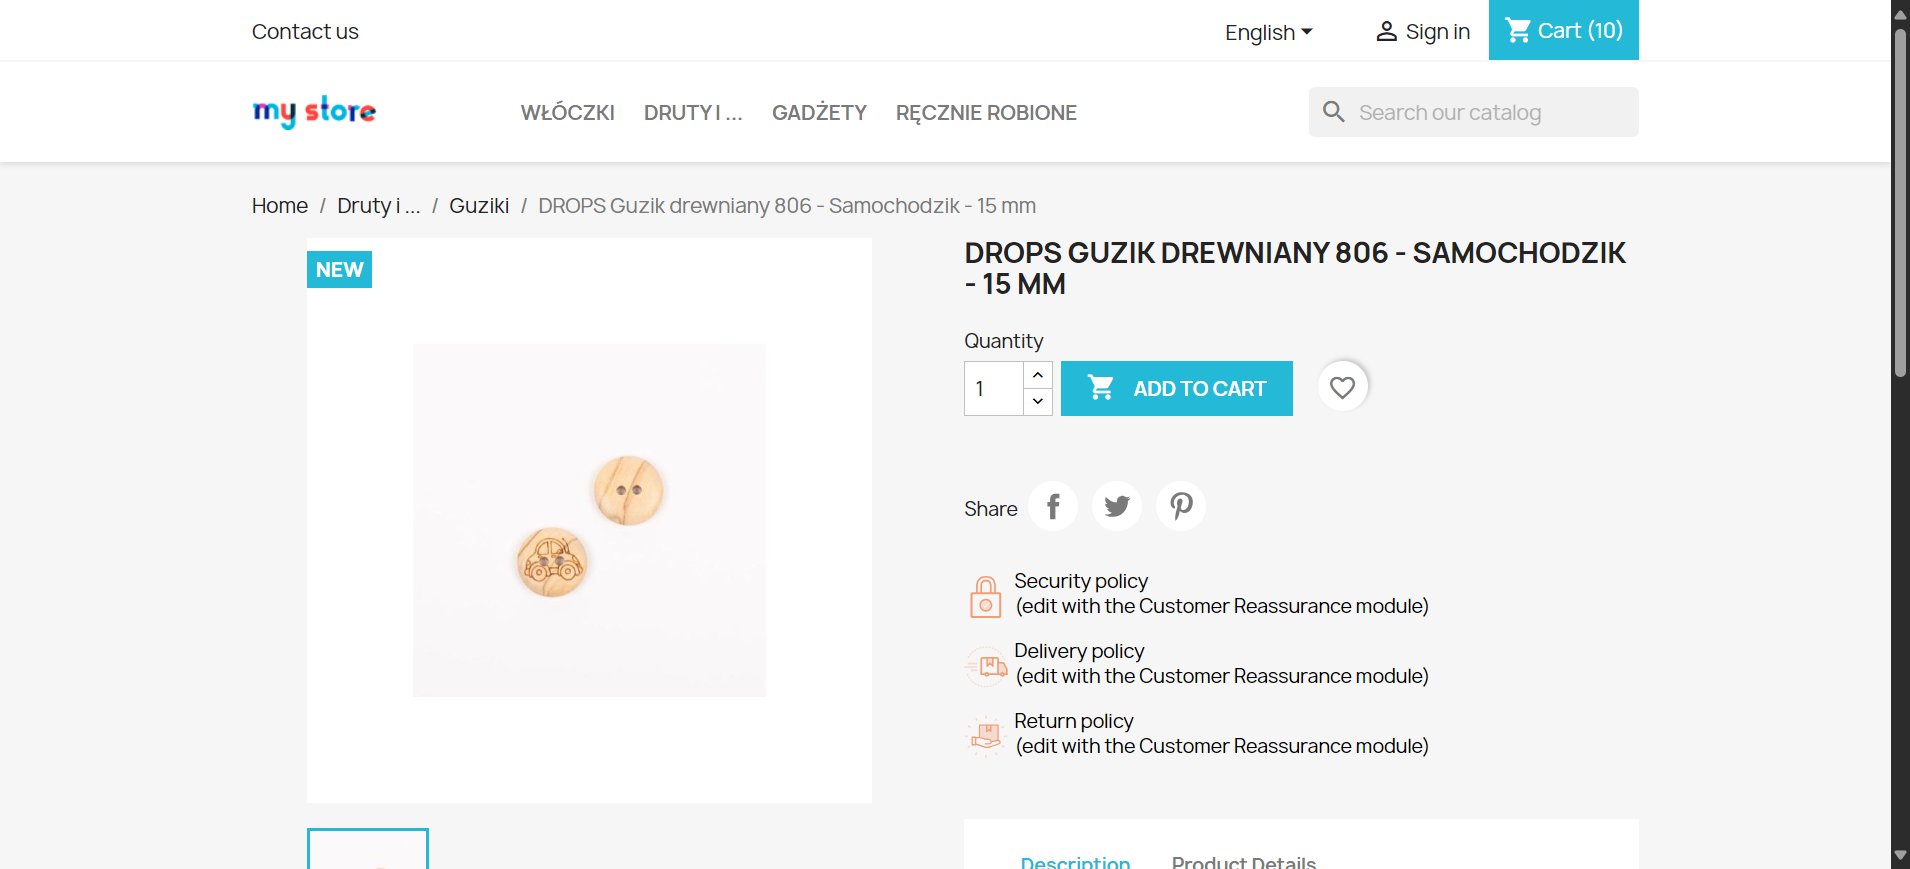 Contact us
English
Sign in
Cart (10)
my store
WŁÓCZKI
DRUTY I ...
GADŻETY
RĘCZNIE ROBIONE
Search our catalog
Home / Druty i ... / Guziki / DROPS Guzik drewniany 806 - Samochodzik - 15 mm
NEW
DROPS GUZIK DREWNIANY 806 - SAMOCHODZIK
- 15 MM
Quantity
1
ADD TO CART
Share
Security policy
(edit with the Customer Reassurance module)
Delivery policy
(edit with the Customer Reassurance module)
Return policy
(edit with the Customer Reassurance module)
Description
Product Details